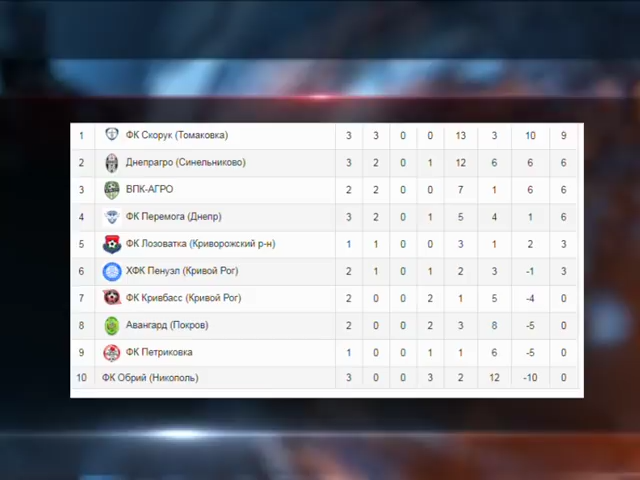 1 ФК Скорук (Томаковка) 3 3 0 0 13 3 10 9
2 Днепрагро (Синельниково) 3 2 0 1 12 6 6 6
3 ВПК-АГРО 2 2 0 0 7 1 6 6
4 ФК Перемога (Днепр) 3 2 0 1 5 4 1 6
5 ФК Лозоватка (Криворожский р-н) 1 1 0 0 3 1 2 3
6 ХФК Пенуэл (Кривой Рог) 2 1 0 1 2 3 -1 3
7 ФК Кривбасс (Кривой Рог) 2 0 0 2 1 5 -4 0
8 Авангард (Покров) 2 0 0 2 3 8 -5 0
9 ФК Петриковка 1 0 0 1 1 6 -5 0
10 ФК Обрий (Никополь) 3 0 0 3 2 12 -10 0